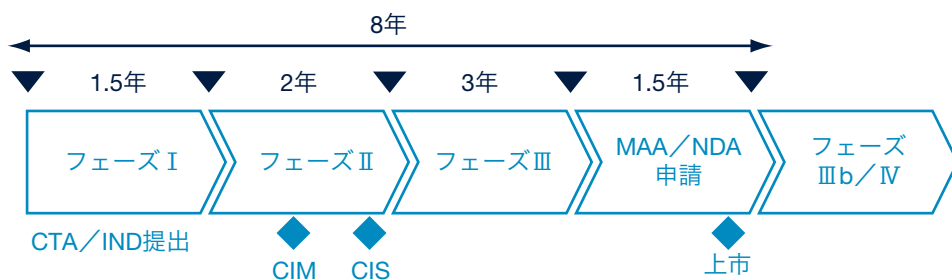 8年
1.5年
2年
3年
1.5年
フェーズⅠ
フェーズⅡ
フェーズⅢ
MAA／NDA
申請
フェーズ
Ⅲb／Ⅳ
CTA／IND提出
CIM
CIS
上市